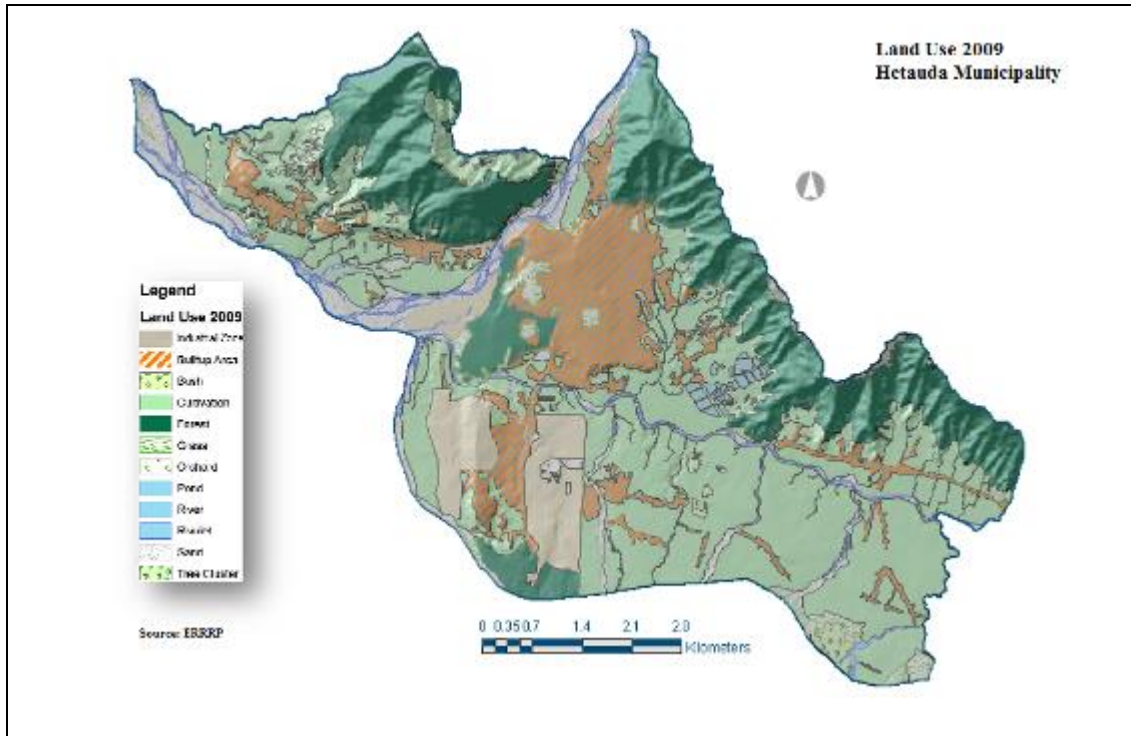 Land Use 2009
Hetauda Municipality
Legend
Land Use 2009
Industrial Zone
Builtup Area
Bush
Cultivation
Forest
Grass
Orchard
Pond
River
Rivulet
Sand
Tree Cluster
Source: ERRRP
0 0.35 0.7 1.4 2.1 2.8
Kilometers